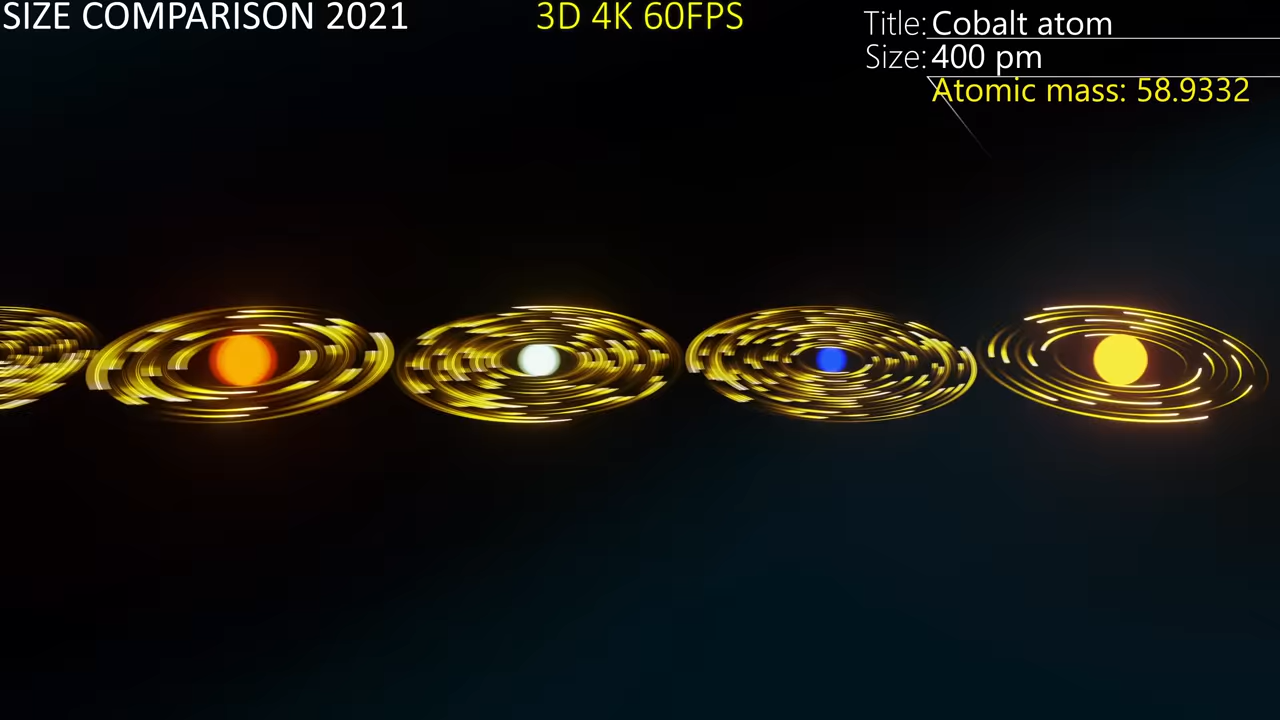 SIZE COMPARISON 2021
3D 4K 60FPS
Title: Cobalt atom
Size: 400 pm
Atomic mass: 58.9332